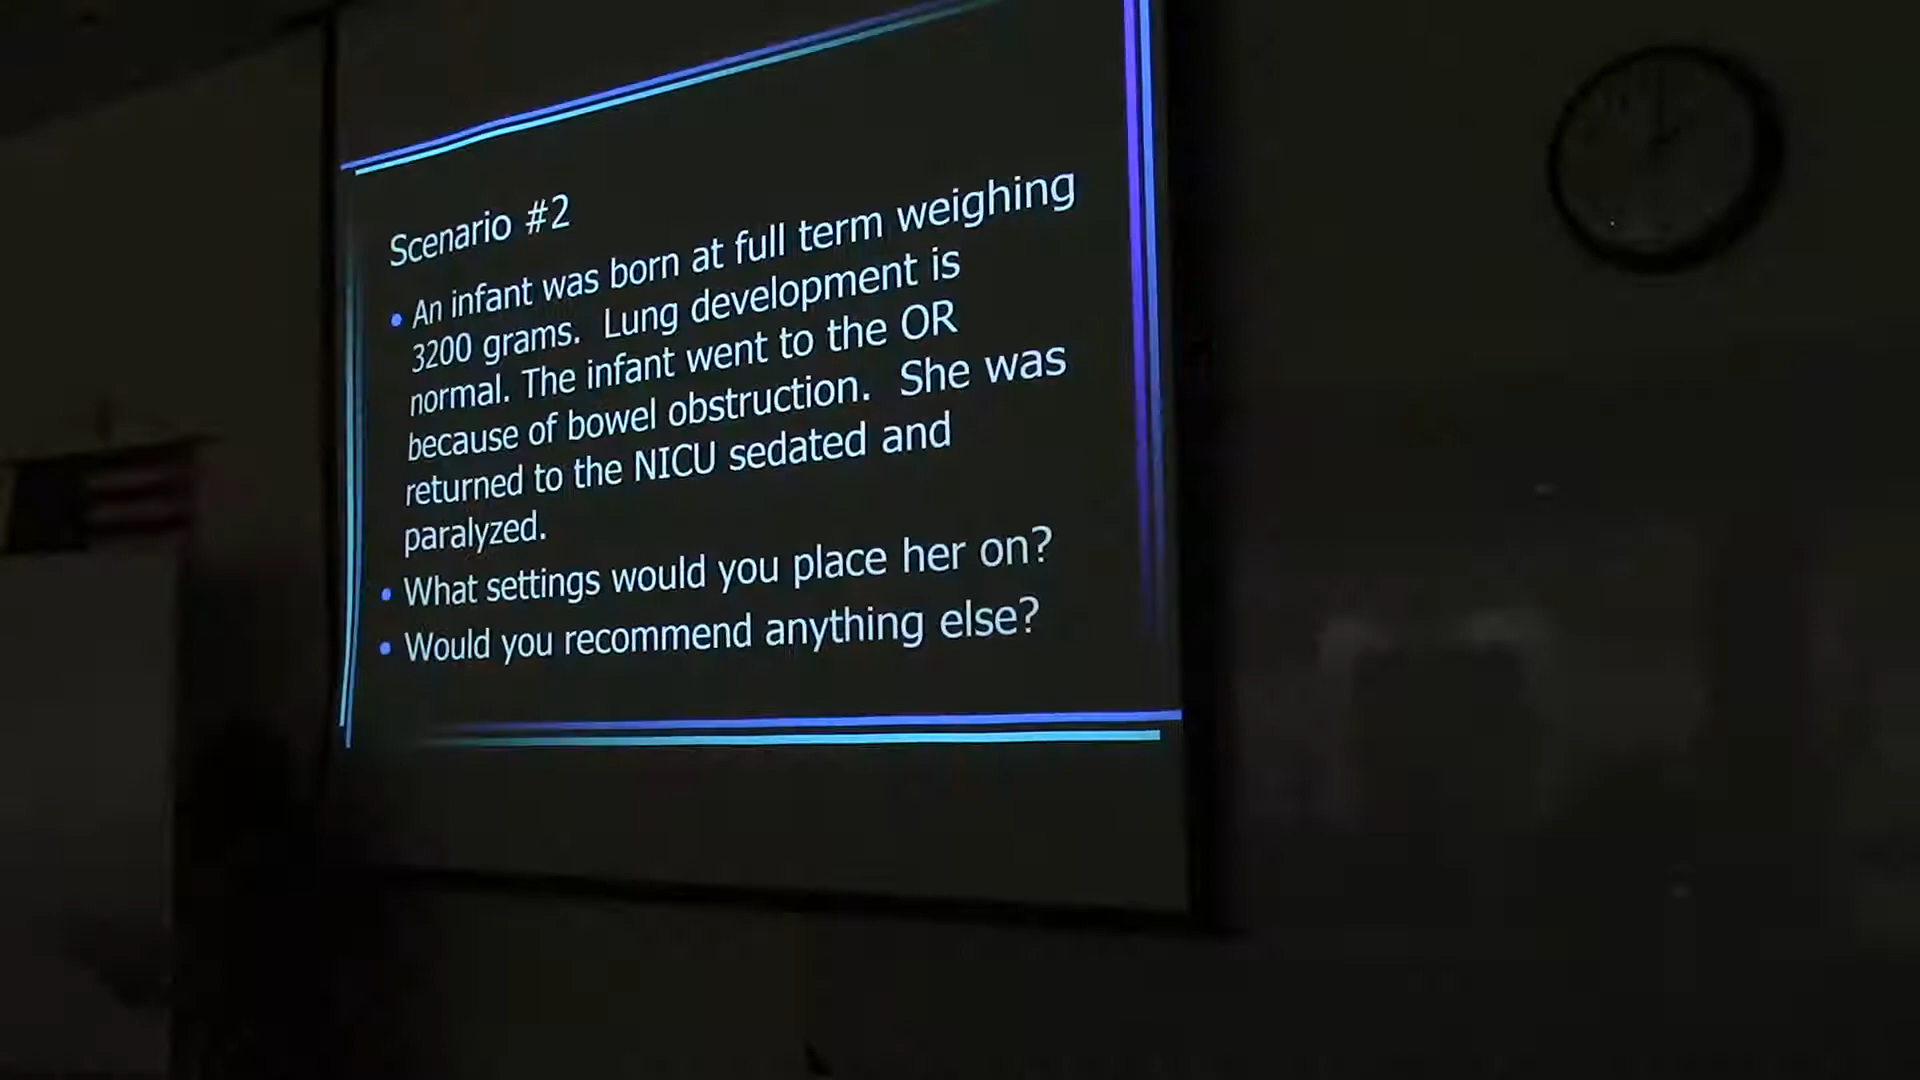 Scenario #2
• An infant was born at full term weighing
3200 grams. Lung development is
normal. The infant went to the OR
because of bowel obstruction. She was
returned to the NICU sedated and
paralyzed.
• What settings would you place her on?
• Would you recommend anything else?